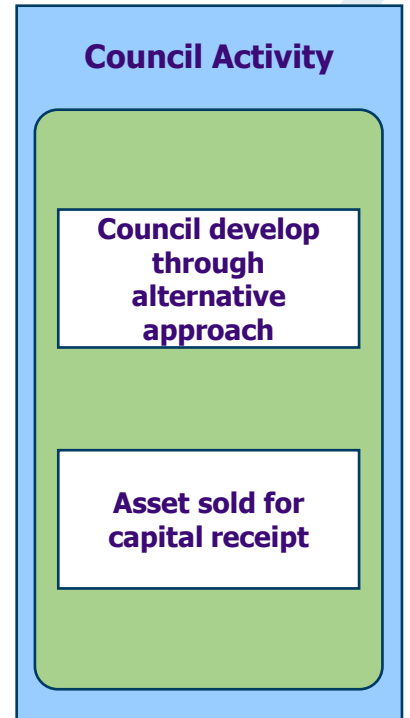 Council Activity
Council develop
through
alternative
approach
Asset sold for
capital receipt